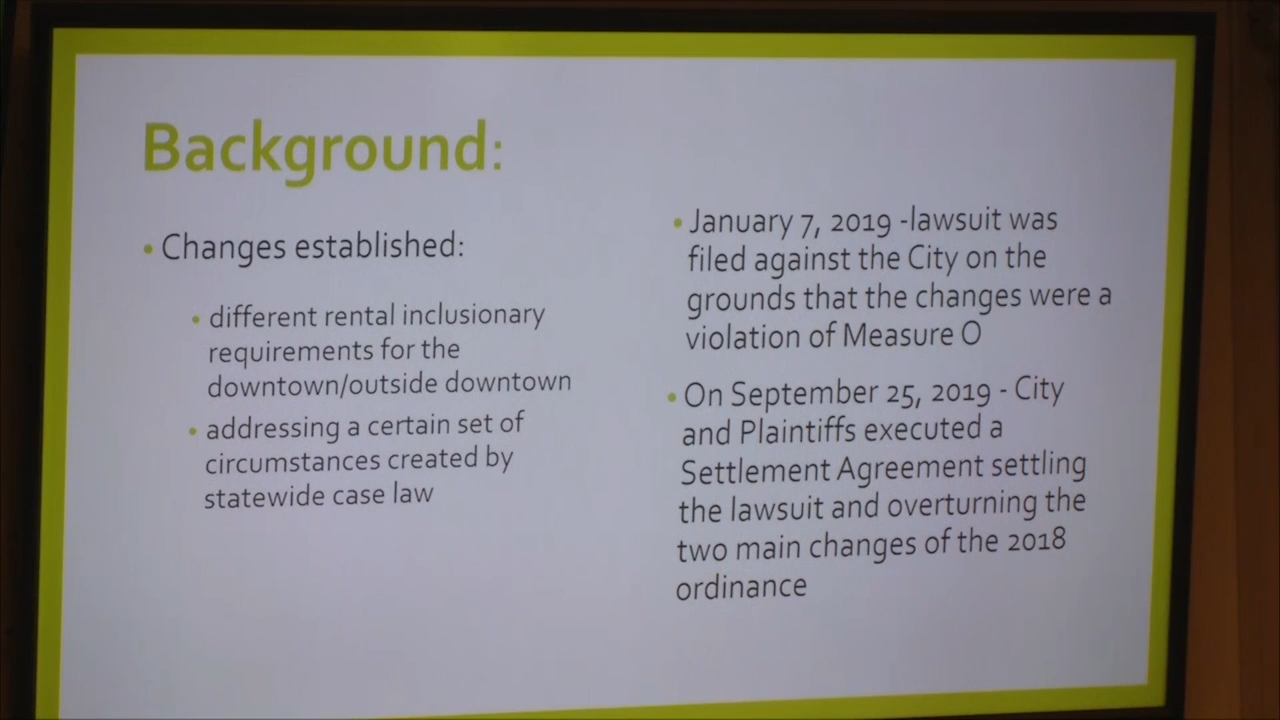 Background:
• Changes established:
• different rental inclusionary
requirements for the
downtown/outside downtown
• addressing a certain set of
circumstances created by
statewide case law
• January 7, 2019 -lawsuit was
filed against the City on the
grounds that the changes were a
violation of Measure O
• On September 25, 2019 - City
and Plaintiffs executed a
Settlement Agreement settling
the lawsuit and overturning the
two main changes of the 2018
ordinance